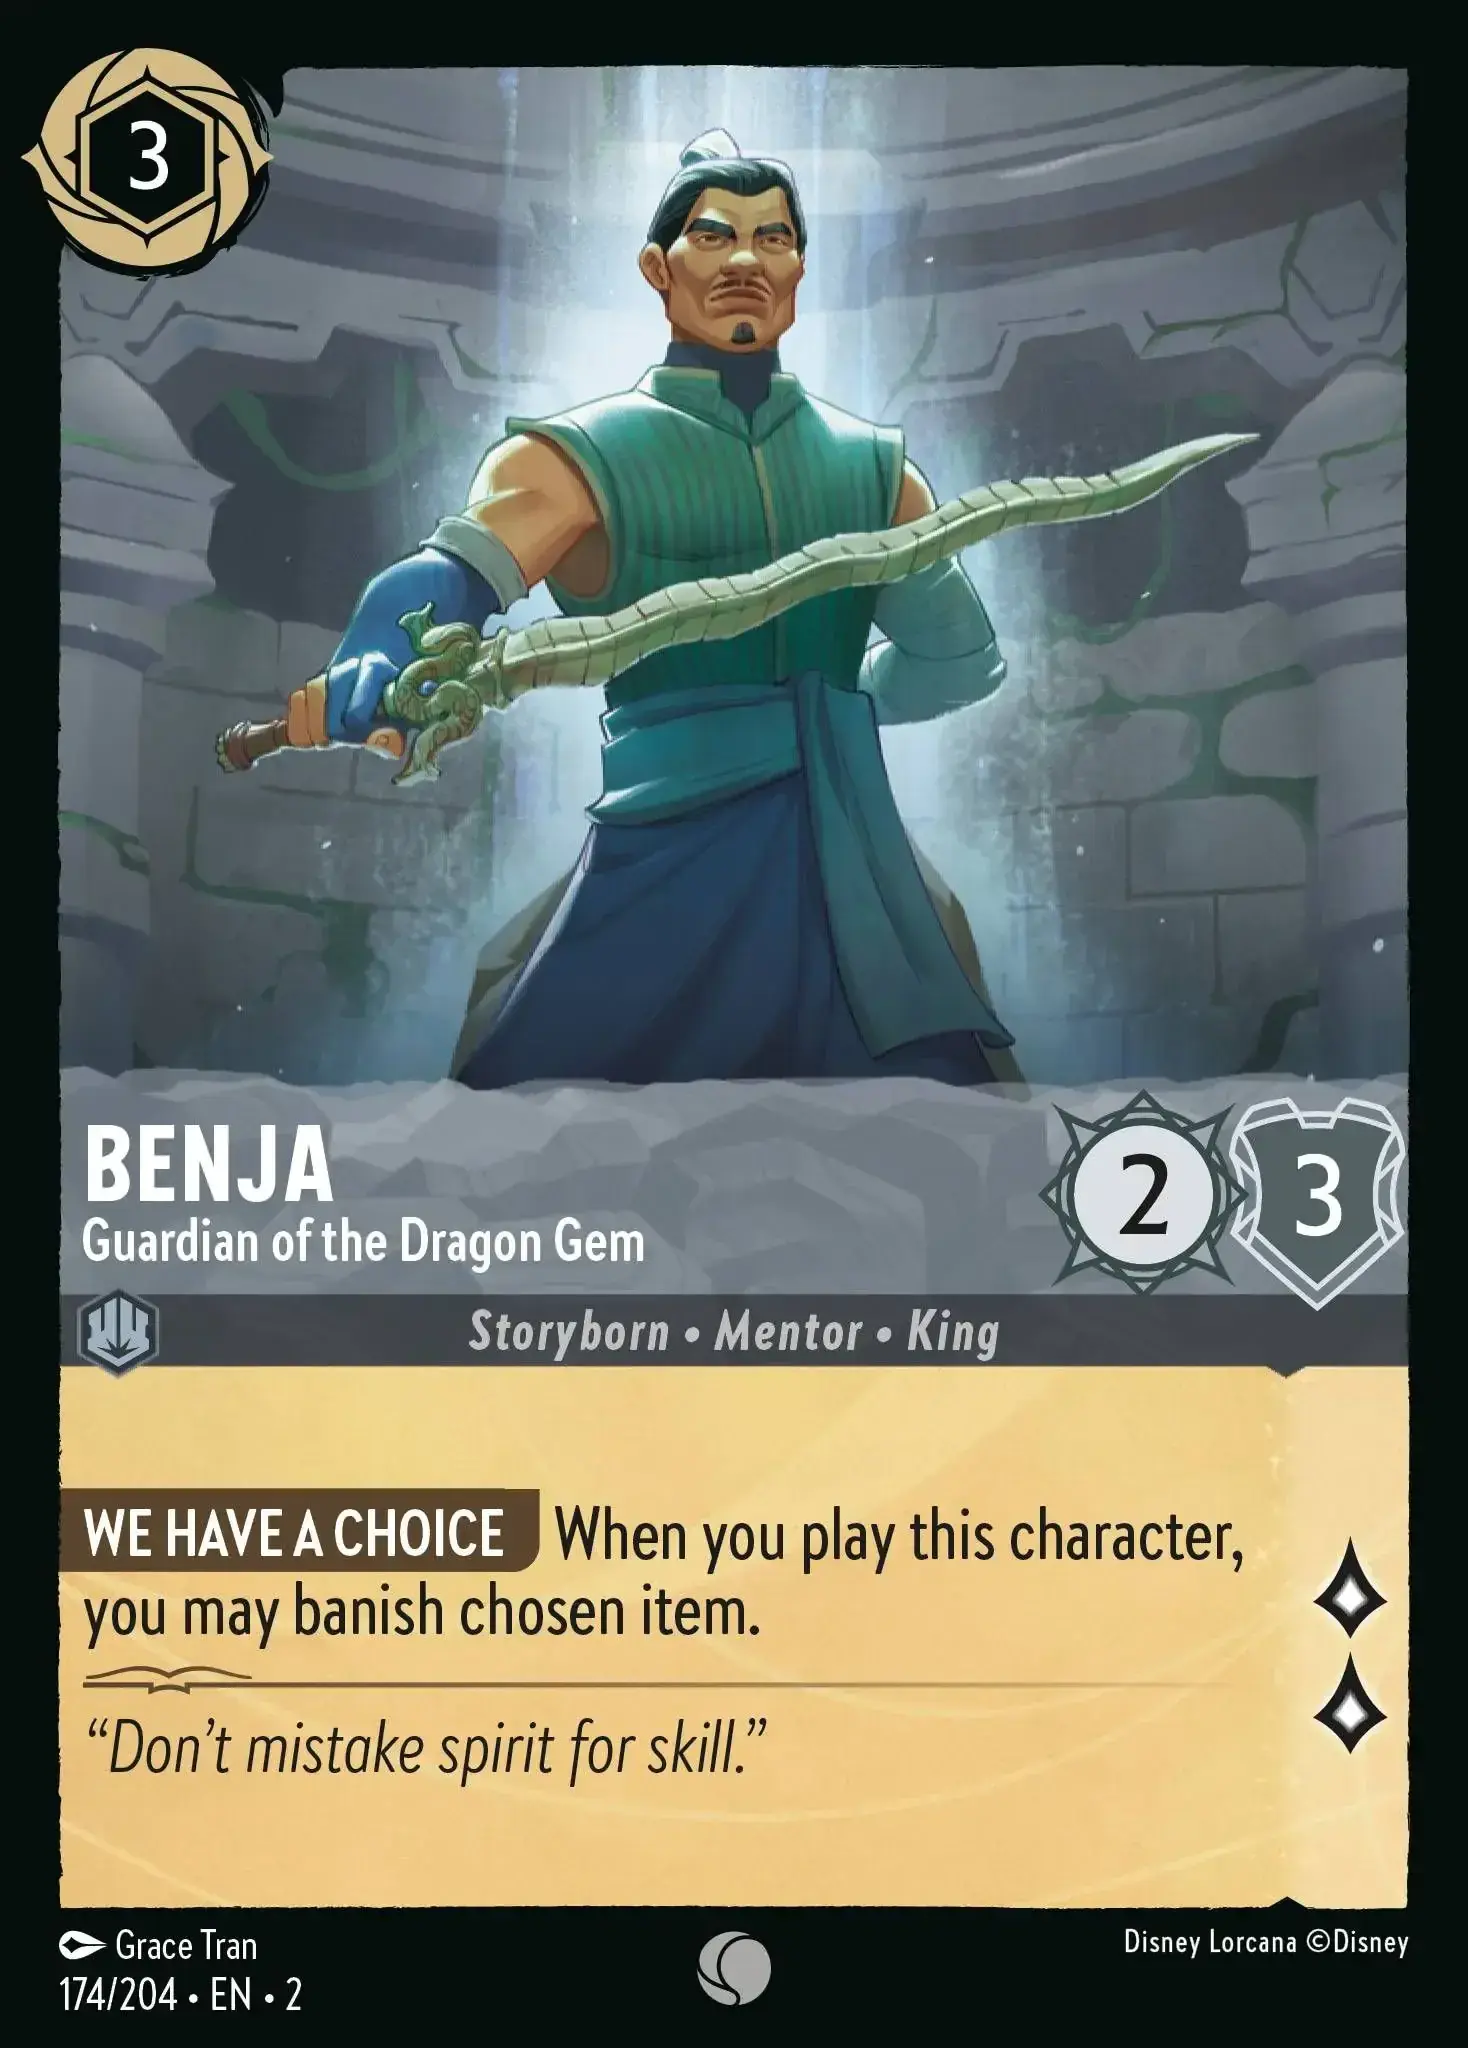 3
BENJA
Guardian of the Dragon Gem
2
3
Storyborn • Mentor • King
WE HAVE A CHOICE When you play this character,
you may banish chosen item.
“Don’t mistake spirit for skill.”
Grace Tran
174/204 • EN • 2
Disney Lorcana ©Disney